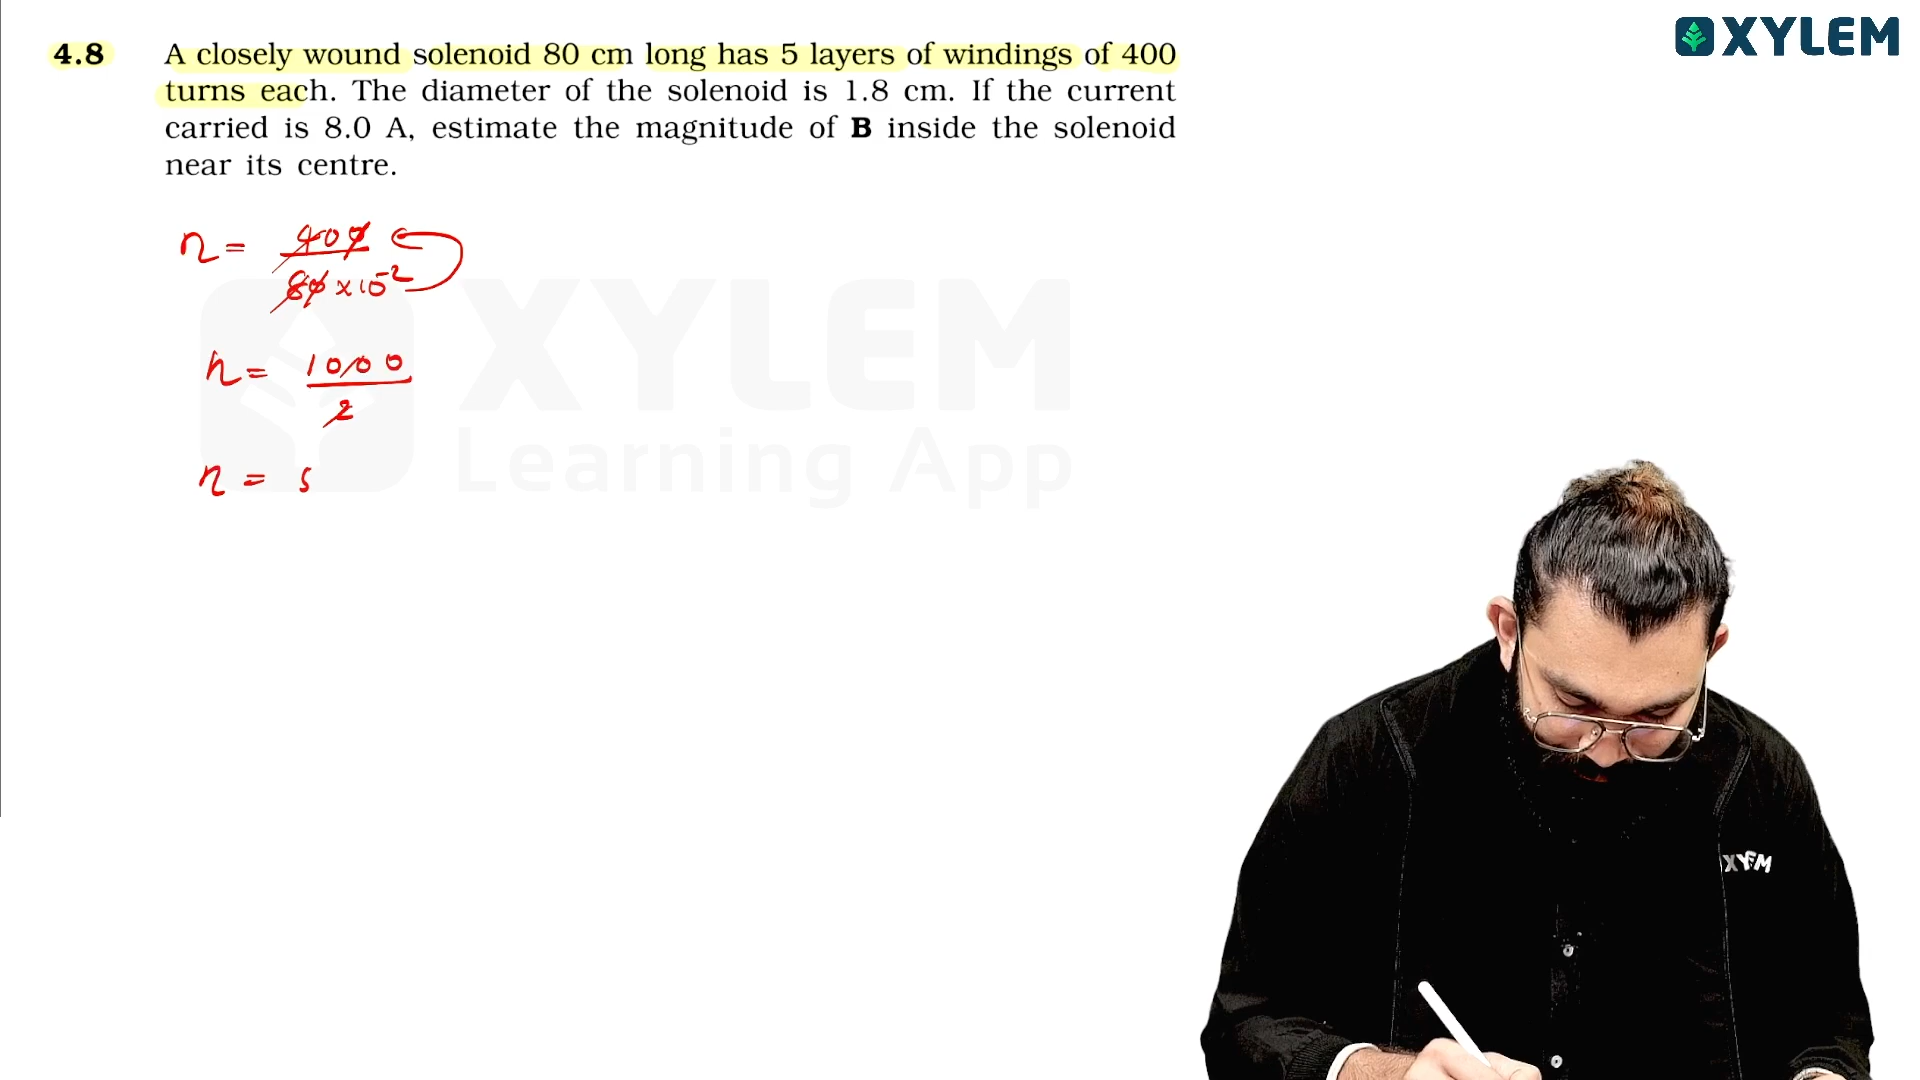 XYLEM
4.8 A closely wound solenoid 80 cm long has 5 layers of windings of 400
turns each. The diameter of the solenoid is 1.8 cm. If the current
carried is 8.0 A, estimate the magnitude of B inside the solenoid
near its centre.
n = 400 / 80 × 10⁻²
n = 1000 / 2
n = 5
XYLEM
Learning App
XYLEM